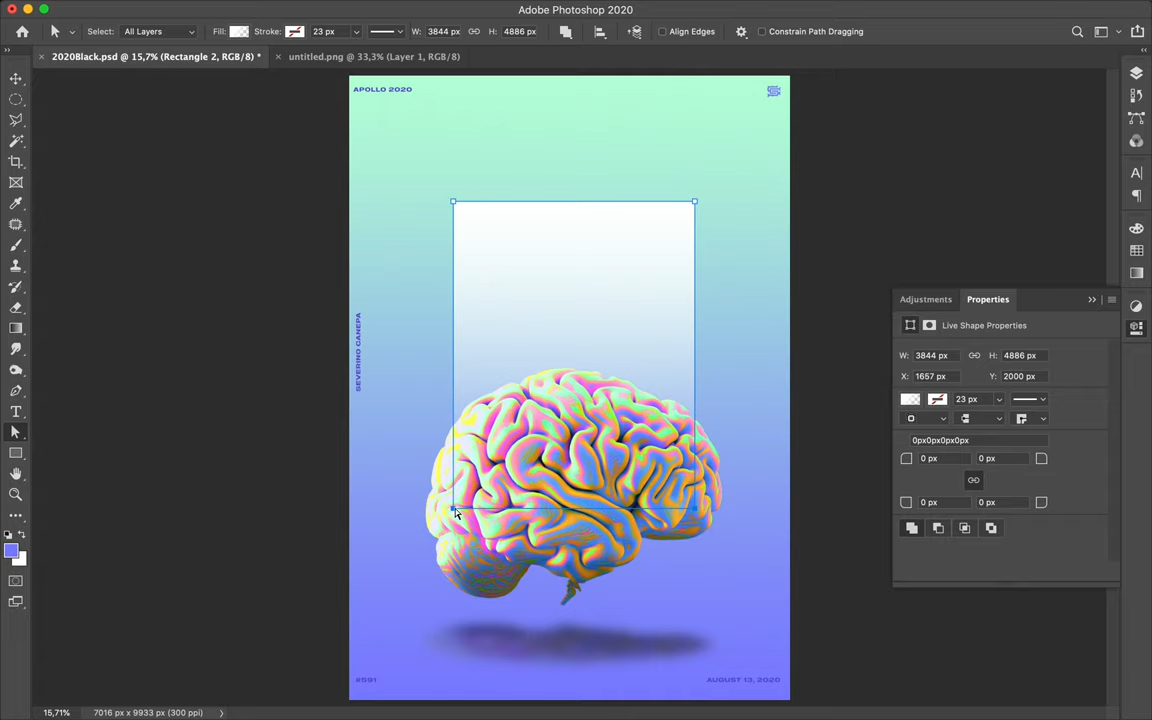 Adobe Photoshop 2020
Select: All Layers Fill: Stroke: 23 px W: 3844 px H: 4886 px Align Edges Constrain Path Dragging
2020Black.psd @ 15,7% (Rectangle 2, RGB/8) * untitled.png @ 33,3% (Layer 1, RGB/8)
APOLLO 2020
SEVERINO CANEPA
#591
AUGUST 13, 2020
Adjustments Properties
Live Shape Properties
W: 3844 px H: 4886 px
X: 1657 px Y: 2000 px
23 px
0px0px0px0px
0 px 0 px
0 px 0 px
15,71% 7016 px x 9933 px (300 ppi)